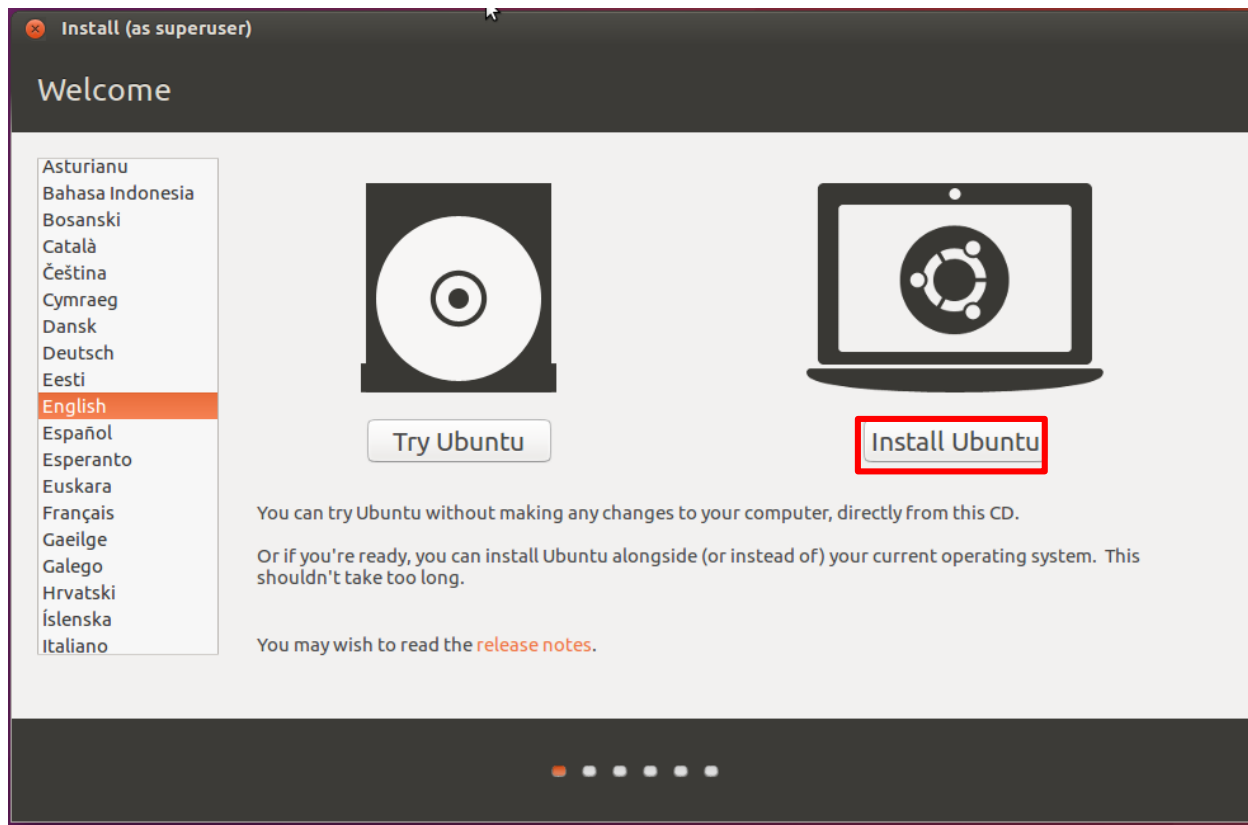 Install (as superuser)
Welcome
Asturianu
Bahasa Indonesia
Bosanski
Català
Čeština
Cymraeg
Dansk
Deutsch
Eesti
English
Español
Esperanto
Euskara
Français
Gaeilge
Galego
Hrvatski
Íslenska
Italiano
Try Ubuntu
Install Ubuntu
You can try Ubuntu without making any changes to your computer, directly from this CD.
Or if you're ready, you can install Ubuntu alongside (or instead of) your current operating system. This
shouldn't take too long.
You may wish to read the release notes.